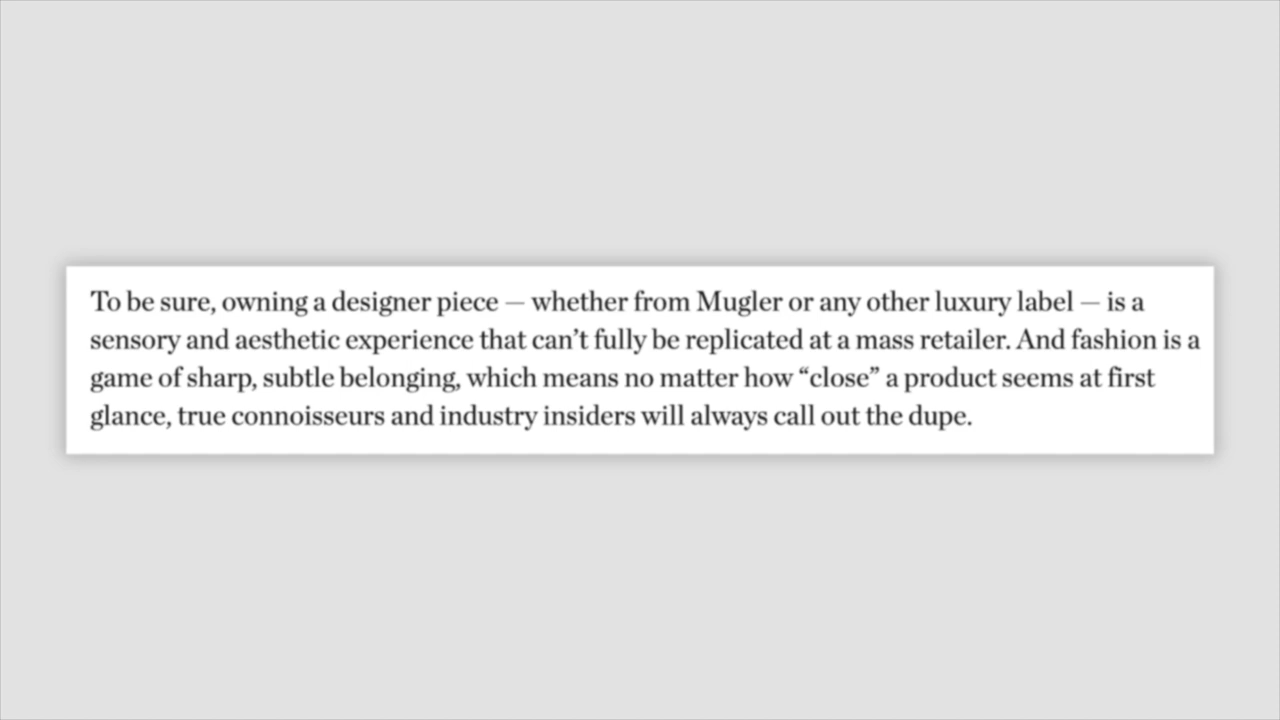 To be sure, owning a designer piece — whether from Mugler or any other luxury label — is a
sensory and aesthetic experience that can’t fully be replicated at a mass retailer. And fashion is a
game of sharp, subtle belonging, which means no matter how “close” a product seems at first
glance, true connoisseurs and industry insiders will always call out the dupe.